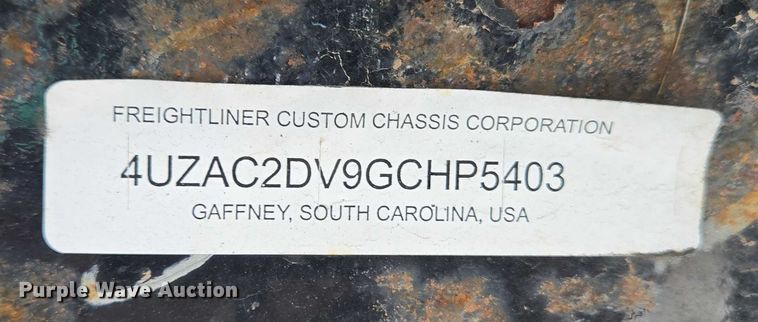 FREIGHTLINER CUSTOM CHASSIS CORPORATION
4UZAC2DV9GCHP5403
GAFFNEY, SOUTH CAROLINA, USA
Purple Wave Auction